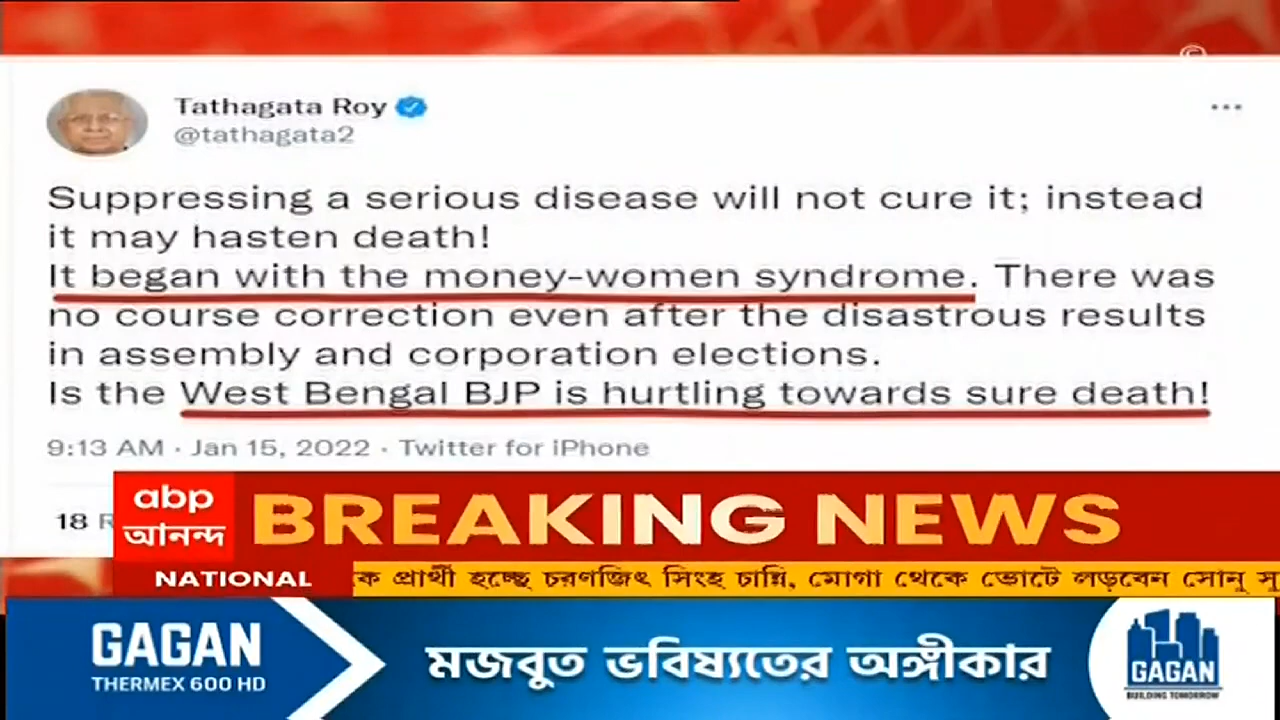 ©
Tathagata Roy
@tathagata2
Suppressing a serious disease will not cure it; instead
it may hasten death!
It began with the money-women syndrome. There was
no course correction even after the disastrous results
in assembly and corporation elections.
Is the West Bengal BJP is hurtling towards sure death!
9:13 AM · Jan 15, 2022 · Twitter for iPhone
18
abp
আনন্দ
BREAKING NEWS
NATIONAL
কে প্রার্থী হচ্ছে চরণজিৎ সিংহ চান্নি, মোগা থেকে ভোটে লড়বেন সোনু
GAGAN
THERMEX 600 HD
মজবুত ভবিষ্যতের অঙ্গীকার
GAGAN
BUILDING TOMORROW